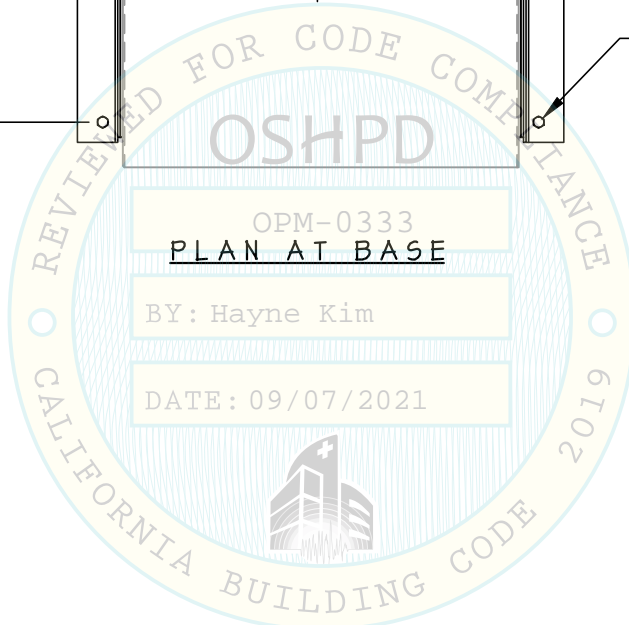 REVIEWED FOR CODE COMPLIANCE
OSHPD
OPM-0333
PLAN AT BASE
BY: Hayne Kim
DATE: 09/07/2021
CALIFORNIA BUILDING CODE 2019